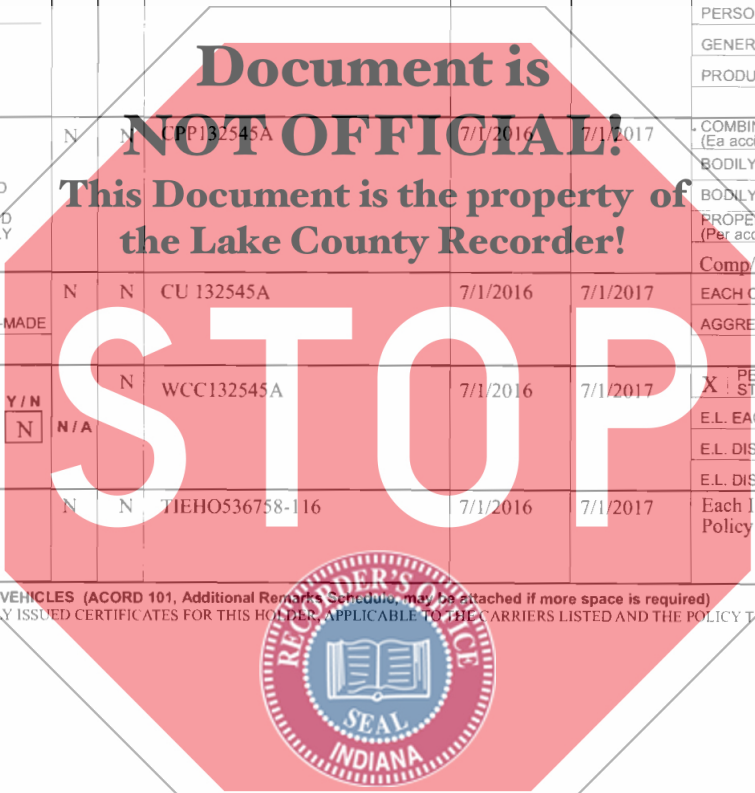 PERSO
GENER
PRODU
Document is
NOT OFFICIAL!
N N CPP132545A 7/1/2016 7/1/2017 COMBIN
(Ea acc
BODILY
This Document is the property of
BODILY
D
LY
PROPE
(Per acc
the Lake County Recorder!
Comp/
N N CU 132545A 7/1/2016 7/1/2017 EACH O
-MADE AGGRE
STOP
N WCC132545A 7/1/2016 7/1/2017 X PE
ST
Y / N
N N / A E.L. EA
E.L. DIS
E.L. DIS
N N TIEHO536758-116 7/1/2016 7/1/2017 Each
Policy
VEHICLES (ACORD 101, Additional Remarks Schedule, may be attached if more space is required)
Y ISSUED CERTIFICATES FOR THIS HOLDER, APPLICABLE TO THE CARRIERS LISTED AND THE POLICY T
RECORDER'S OFFICE
SEAL
INDIANA